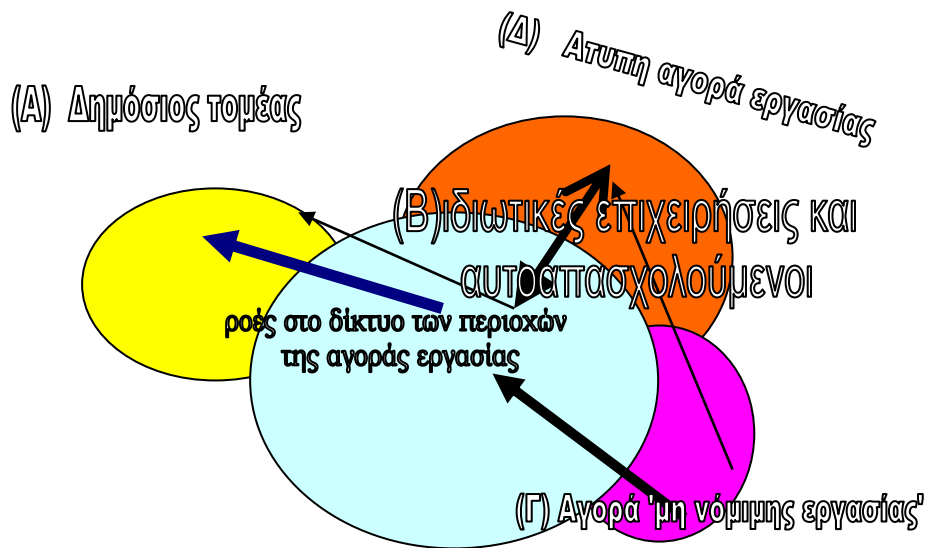 (Δ) Ατυπη αγορά εργασίας
(Α) Δημόσιος τομέας
(Β)ιδιωτικές επιχειρήσεις και
αυτοαπασχολούμενοι
ροές στο δίκτυο των περιοχών
της αγοράς εργασίας
(Γ) Αγορά 'μη νόμιμης εργασίας'